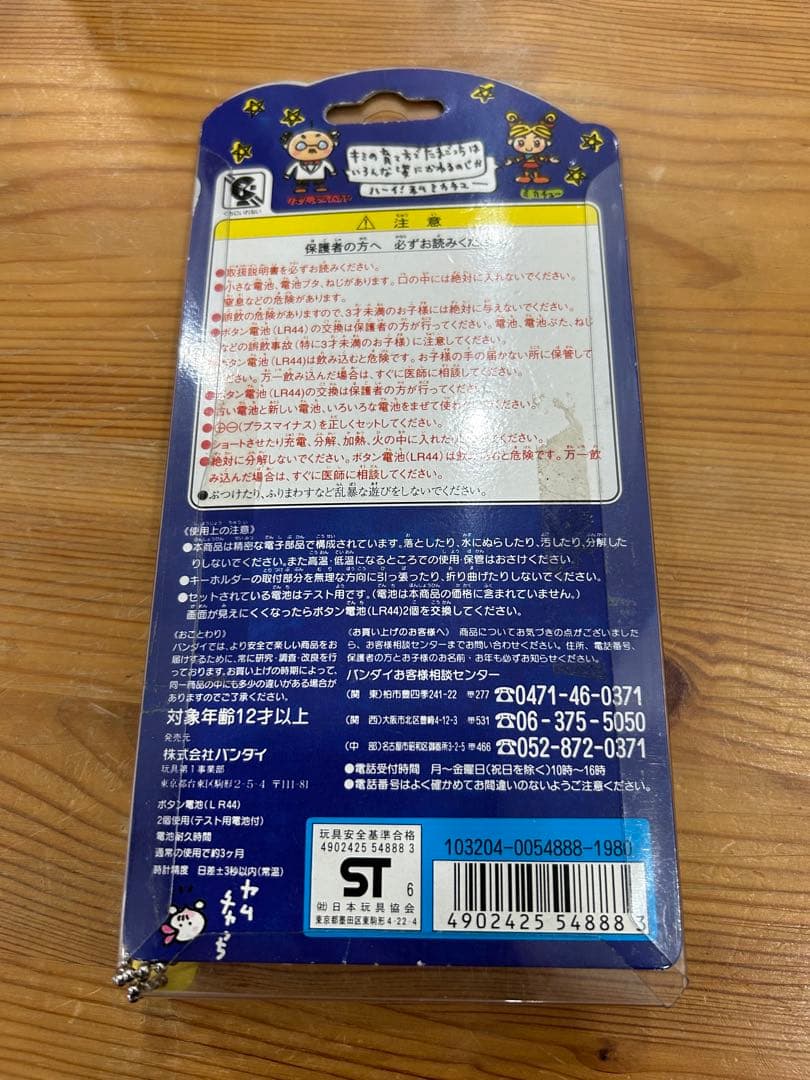 キミの育て方でたまごっちは
いろんな姿にかわるのじゃ
ミカチュー
くちにいれない
注意
保護者の方へ 必ずお読みください。
●取扱説明書を必ずお読みください。
●小さな電池、電池ブタ、ねじがあります。口の中には絶対に入れないでください。
窒息などの危険があります。
●誤飲の危険がありますので、3才未満のお子様には絶対に与えないでください。
●ボタン電池(LR44)の交換は保護者の方が行ってください。電池、電池ぶた、ねじ
などの誤飲事故(特に3才未満のお子様)に注意してください。
●ボタン電池(LR44)は飲み込むと危険です。お子様の手の届かない所に保管して
ください。万一飲み込んだ場合は、すぐに医師に相談してください。
●ボタン電池(LR44)の交換は保護者の方が行ってください。
●古い電池と新しい電池、いろいろな電池をまぜて使わ
●⊕⊖(プラスマイナス)を正しくセットしてください。
●ショートさせたり充電、分解、加熱、火の中に入れたりしないでください。
●絶対に分解しないでください。ボタン電池(LR44)は飲み込むと危険です。万一飲
み込んだ場合は、すぐに医師に相談してください。
●ぶつけたり、ふりまわすなど乱暴な遊びをしないでください。
《使用上の注意》
●本商品は精密な電子部品で構成されています。落としたり、水にぬらしたり、汚したり、分解した
りしないでください。また高温・低温になるところでの使用・保管はおさけください。
●キーホルダーの取付部分を無理な方向に引っ張ったり、折り曲げたりしないでください。
●セットされている電池はテスト用です。(電池は本商品の価格に含まれていません。)
画面が見えにくくなったらボタン電池(LR44)2個を交換してください。
《おことわり》
バンダイでは、より安全で楽しい商品をお
届けするために、常に研究・調査・改良を行
っております。お買い上げの時期によって、
同一商品の中にも多少の違いがある場合が
ありますのでご了承ください。
対象年齢12才以上
発売元
株式会社バンダイ
玩具第1事業部
東京都台東区駒形2-5-4 〒111-81
ボタン電池(LR44)
2個使用(テスト用電池付)
電池耐久時間
通常の使用で約3ヶ月
時計精度 日差±3秒以内(常温)
《お買い上げのお客様へ》 商品についてお気づきの点がございました
ら、お客様相談センターまでお問い合わせください。住所、電話番号、
保護者の方とお子様のお名前・お年も必ずお知らせください。
バンダイお客様相談センター
(関 東)柏市豊四季241-22 〒277 ☎0471-46-0371
(関 西)大阪市北区豊崎4-12-3 〒531 ☎06-375-5050
(中 部)名古屋市昭和区御器所3-2-5 〒466 ☎052-872-0371
●電話受付時間 月~金曜日(祝日を除く)10時~16時
●電話番号はよく確かめてお間違いのないようご注意ください。
玩具安全基準合格
4902425 54888 3
ST 6
(社)日本玩具協会
東京都墨田区東駒形4-22-4
103204-0054888-1980
4902425 548883